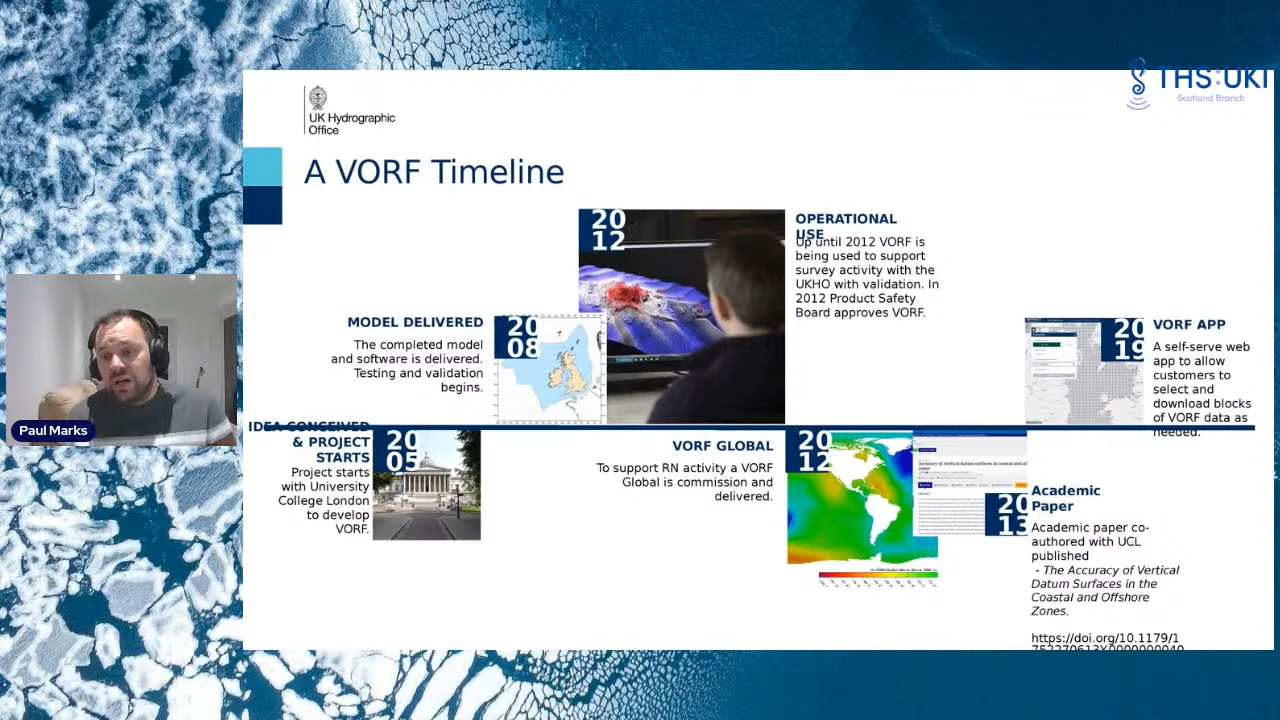 THS:UKI
Scotland Branch
UK Hydrographic
Office
A VORF Timeline
20
12
OPERATIONAL
USE
Up until 2012 VORF is
being used to support
survey activity with the
UKHO with validation. In
2012 Product Safety
Board approves VORF.
MODEL DELIVERED
The completed model
and software is delivered.
Testing and validation
begins.
20
08
20
19
VORF APP
A self-serve web
app to allow
customers to
select and
download blocks
of VORF data as
needed.
Paul Marks
IDEA CONCEIVED
& PROJECT
STARTS
Project starts
with University
College London
to develop
VORF.
20
05
VORF GLOBAL
To support RN activity a VORF
Global is commission and
delivered.
20
12
20
13
Academic
Paper
Academic paper co-
authored with UCL
published
- The Accuracy of Vertical
Datum Surfaces in the
Coastal and Offshore
Zones.
https://doi.org/10.1179/1
752270613X0000000040